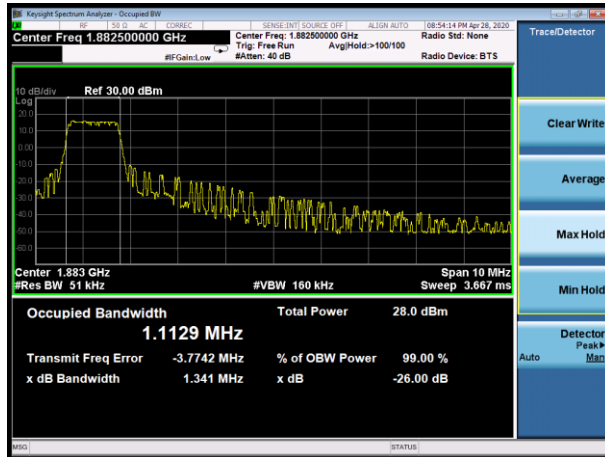 Keysight Spectrum Analyzer - Occupied BW
RF 50 Ω AC CORREC SENSE:INT SOURCE OFF ALIGN AUTO 08:54:14 PM Apr 28, 2020
Center Freq 1.882500000 GHz
Center Freq: 1.882500000 GHz
Radio Std: None
Trig: Free Run Avg|Hold:>100/100
#IFGain:Low #Atten: 40 dB
Radio Device: BTS
Trace/Detector
10 dB/div Ref 30.00 dBm
Log
20.0
10.0
0.00
-10.0
-20.0
-30.0
-40.0
-50.0
-60.0
Center 1.883 GHz Span 10 MHz
#Res BW 51 kHz #VBW 160 kHz Sweep 3.667 ms
Occupied Bandwidth Total Power 28.0 dBm
1.1129 MHz
Transmit Freq Error -3.7742 MHz % of OBW Power 99.00 %
x dB Bandwidth 1.341 MHz x dB -26.00 dB
Clear Write
Average
Max Hold
Min Hold
Detector
Peak▶
Auto Man
MSG STATUS